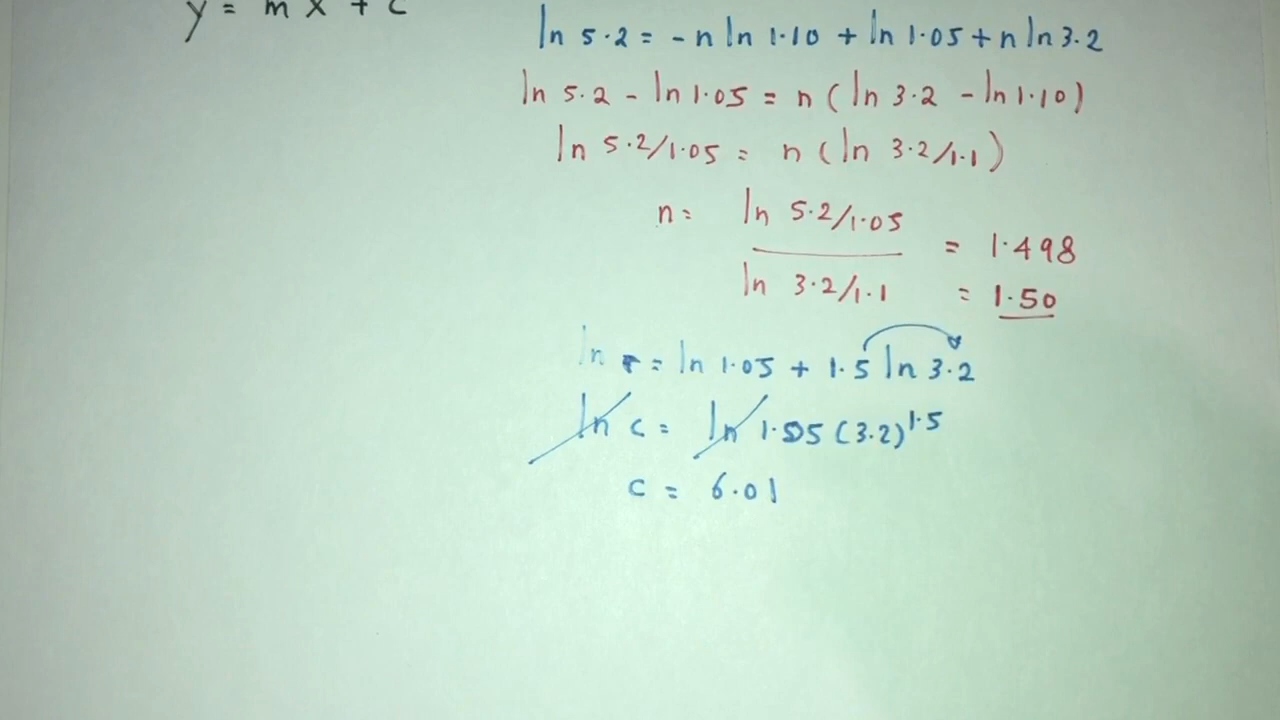 y = mx + c
ln 5.2 = -n ln 1.10 + ln 1.05 + n ln 3.2
ln 5.2 - ln 1.05 = n ( ln 3.2 - ln 1.10 )
ln 5.2/1.05 = n ( ln 3.2/1.1 )
n = ln 5.2/1.05
= 1.498
ln 3.2/1.1 = 1.50
ln = ln 1.05 + 1.5 ln 3.2
ln c = ln 1.05 (3.2)^1.5
c = 6.01